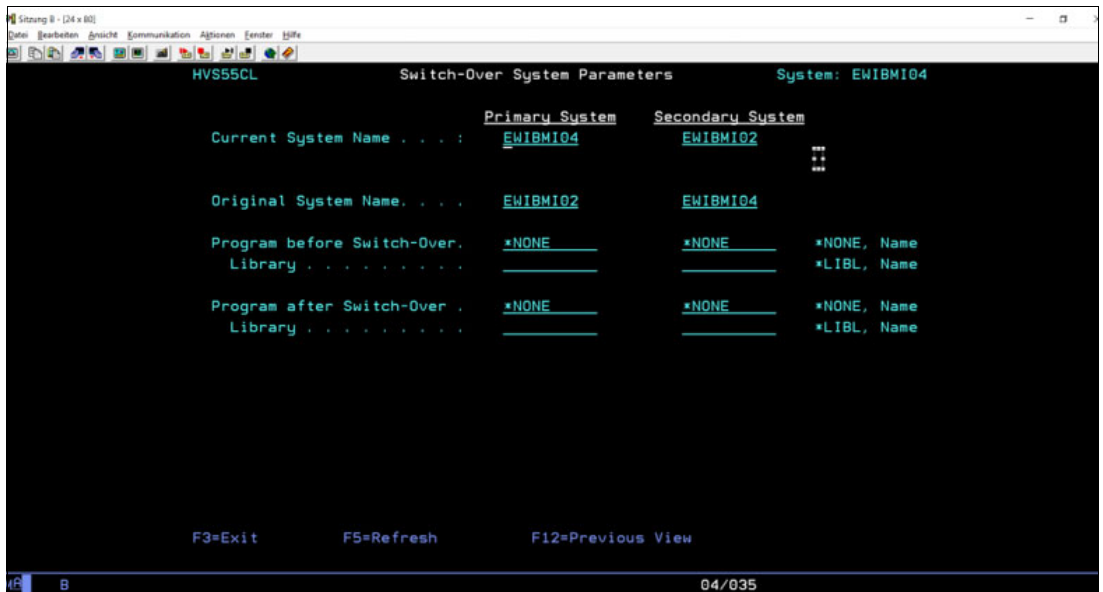 Sitzung B - [24 x 80]
Datei Bearbeiten Ansicht Kommunikation Aktionen Fenster Hilfe
HVS55CL Switch-Over System Parameters System: EWIBMI04
Primary System Secondary System
Current System Name . . . : EWIBMI04 EWIBMI02
Original System Name. . . . EWIBMI02 EWIBMI04
Program before Switch-Over. *NONE *NONE *NONE, Name
Library . . . . . . . . . *LIBL, Name
Program after Switch-Over . *NONE *NONE *NONE, Name
Library . . . . . . . . . *LIBL, Name
F3=Exit F5=Refresh F12=Previous View
B 04/035